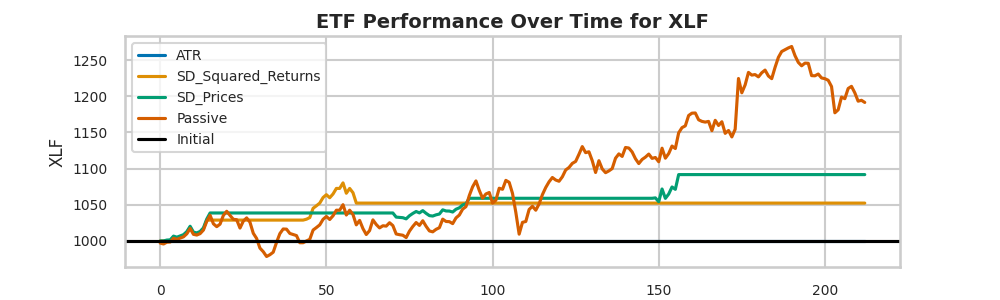 ETF Performance Over Time for XLF
XLF
1250
1200
1150
1100
1050
1000
ATR
SD_Squared_Returns
SD_Prices
Passive
Initial
0 50 100 150 200